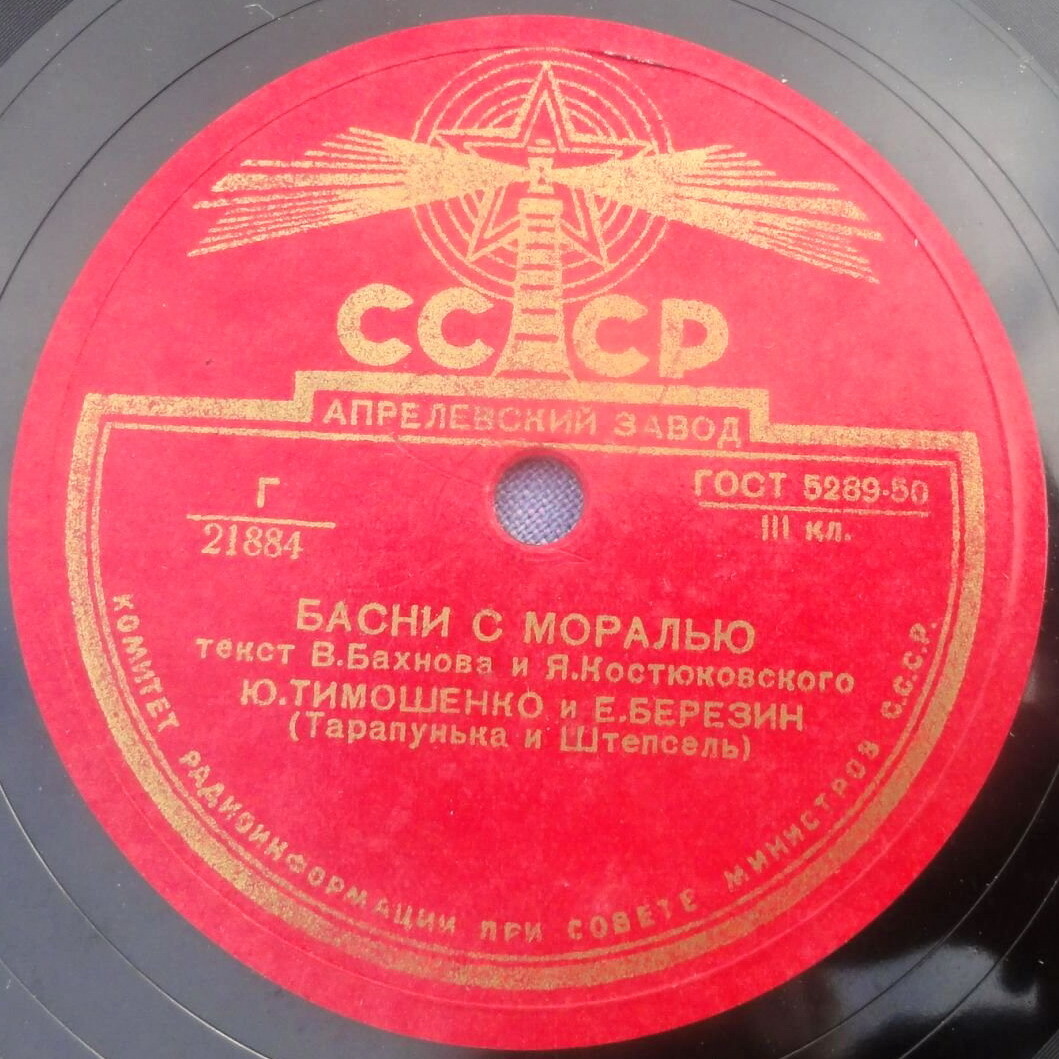 СССР
АПРЕЛЕВСКИЙ ЗАВОД
Г
21884
ГОСТ 5289-50
III кл.
БАСНИ С МОРАЛЬЮ
текст В.Бахнова и Я.Костюковского
Ю.ТИМОШЕНКО и Е.БЕРЕЗИН
(Тарапунька и Штепсель)
КОМИТЕТ РАДИОИНФОРМАЦИИ ПРИ СОВЕТЕ МИНИСТРОВ С.С.С.Р.